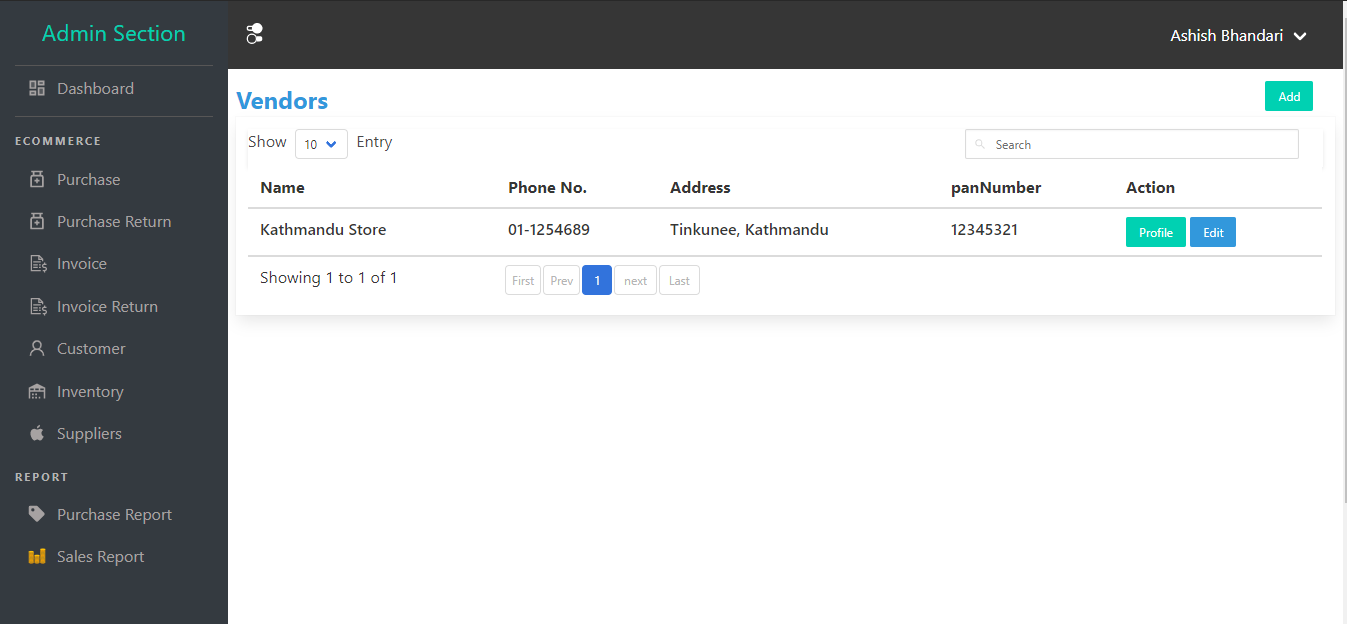 Admin Section
Ashish Bhandari
Dashboard
ECOMMERCE
Purchase
Purchase Return
Invoice
Invoice Return
Customer
Inventory
Suppliers
REPORT
Purchase Report
Sales Report
Vendors
Add
Show 10 Entry
Search
Name Phone No. Address panNumber Action
Kathmandu Store 01-1254689 Tinkunee, Kathmandu 12345321 Profile Edit
Showing 1 to 1 of 1 First Prev 1 next Last